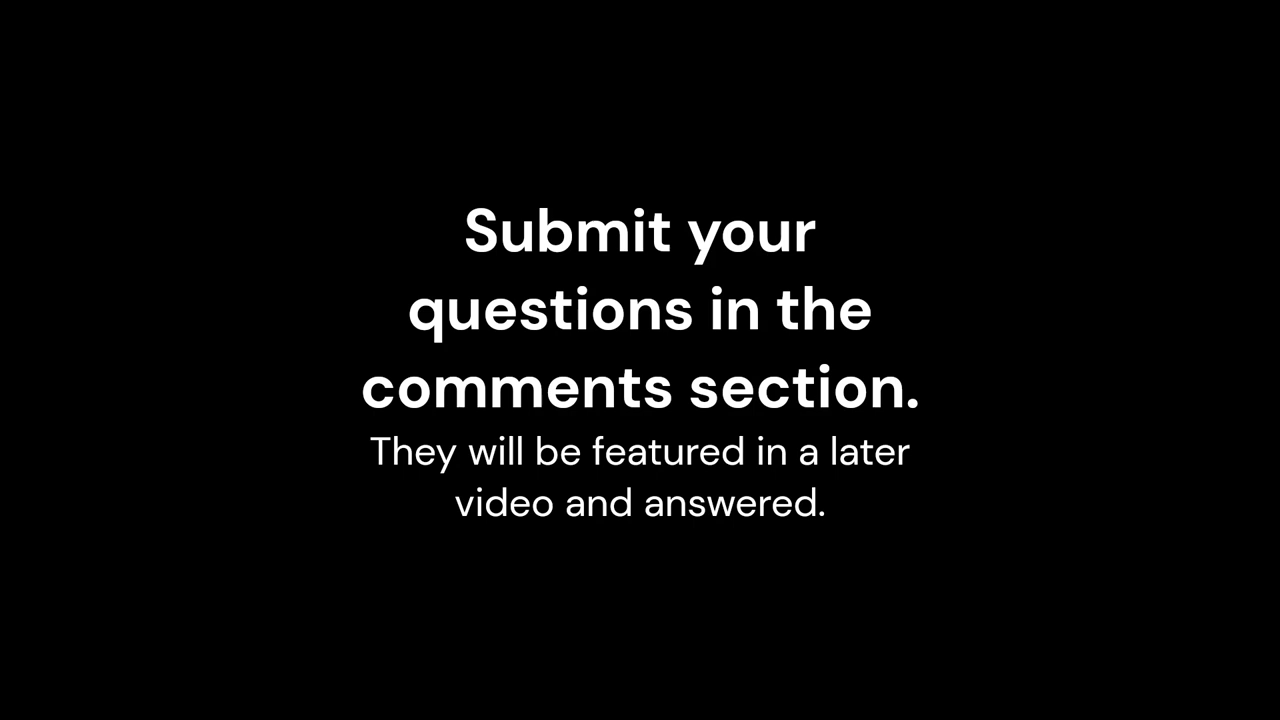 Submit your
questions in the
comments section.
They will be featured in a later
video and answered.